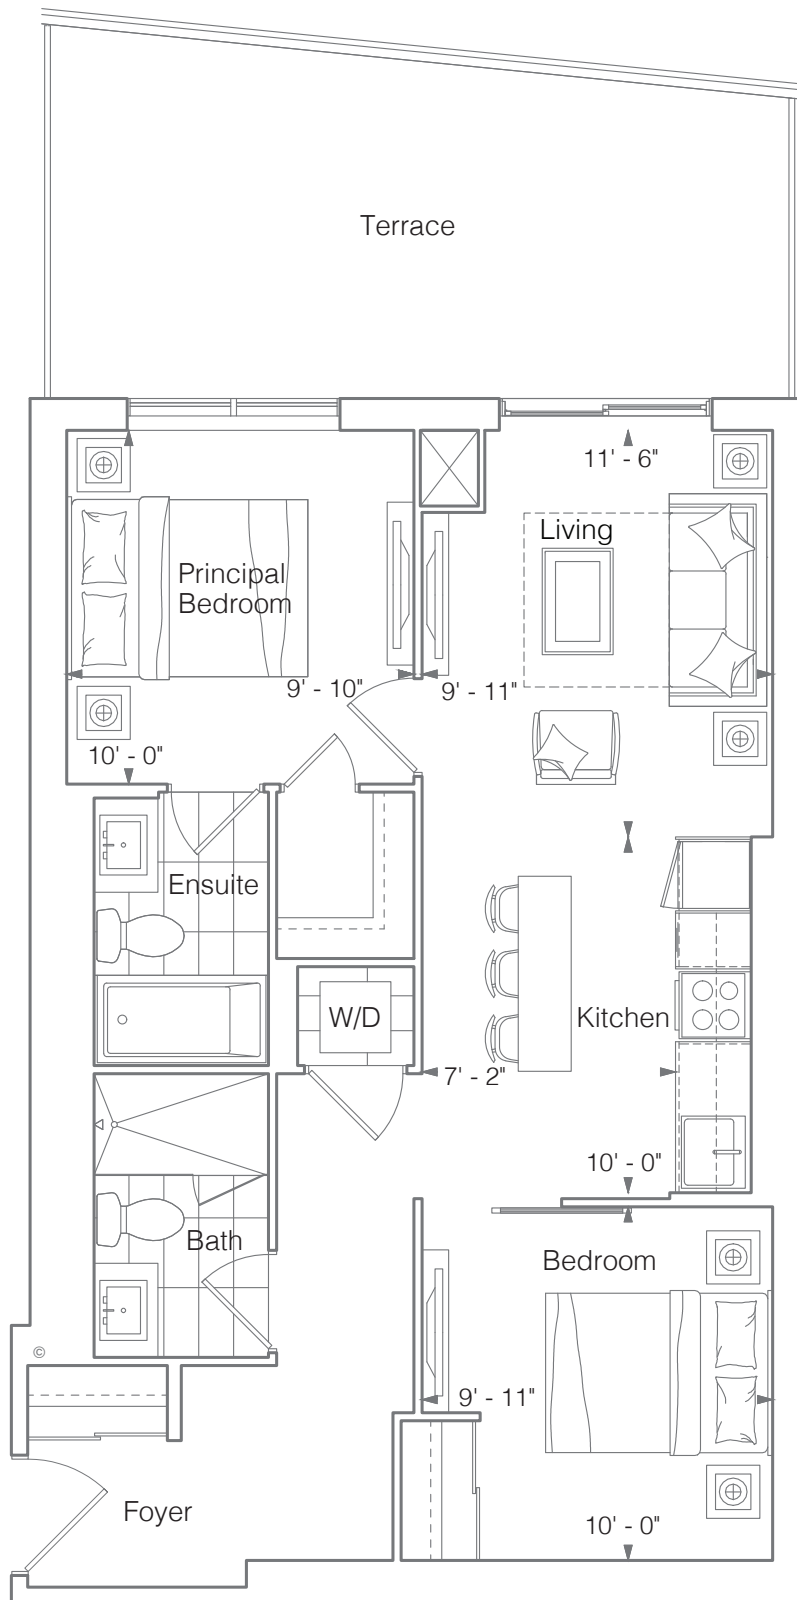 Terrace
11' - 6"
Living
Principal
Bedroom
9' - 10"
9' - 11"
10' - 0"
Ensuite
W/D
Kitchen
7' - 2"
10' - 0"
Bath
Bedroom
©
9' - 11"
Foyer
10' - 0"